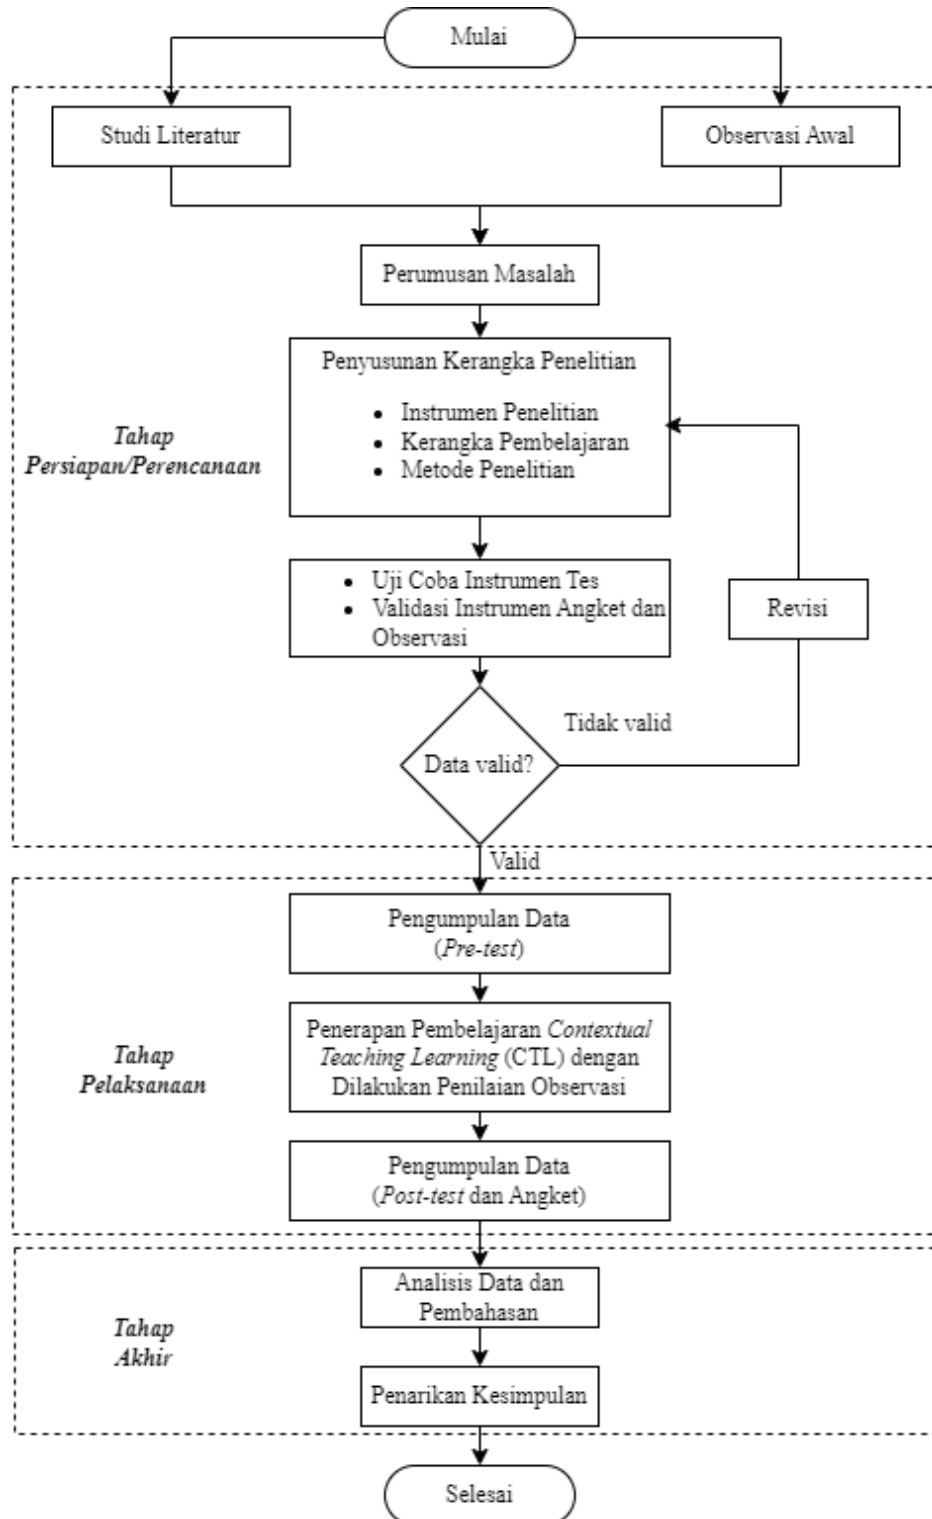 Mulai
Studi Literatur
Observasi Awal
Perumusan Masalah
Penyusunan Kerangka Penelitian
• Instrumen Penelitian
• Kerangka Pembelajaran
• Metode Penelitian
Tahap
Persiapan/Perencanaan
• Uji Coba Instrumen Tes
• Validasi Instrumen Angket dan
Observasi
Revisi
Tidak valid
Data valid?
Valid
Pengumpulan Data
(Pre-test)
Penerapan Pembelajaran Contextual
Teaching Learning (CTL) dengan
Dilakukan Penilaian Observasi
Tahap
Pelaksanaan
Pengumpulan Data
(Post-test dan Angket)
Analisis Data dan
Pembahasan
Tahap
Akhir
Penarikan Kesimpulan
Selesai